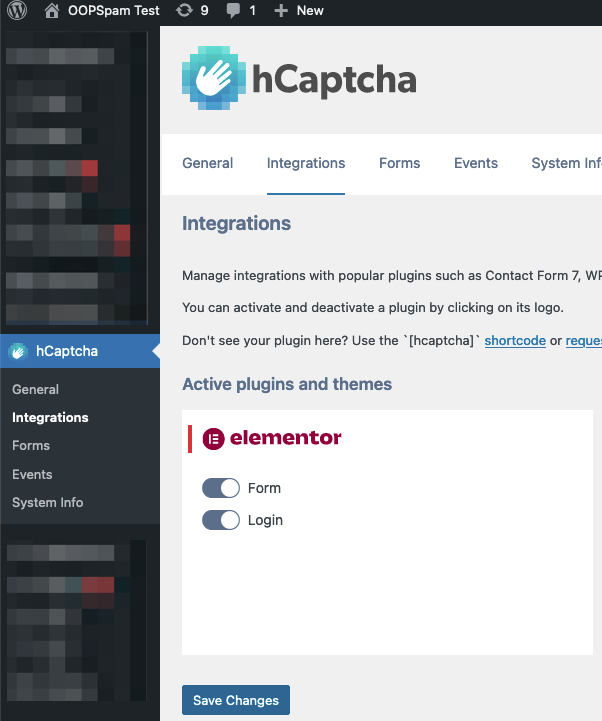 OOPSpam Test 9 1 New
hCaptcha
General Integrations Forms Events System Inf
Integrations
Manage integrations with popular plugins such as Contact Form 7, WP
You can activate and deactivate a plugin by clicking on its logo.
Don't see your plugin here? Use the `[hcaptcha]` shortcode or reques
hCaptcha
General
Integrations
Forms
Events
System Info
Active plugins and themes
elementor
Form
Login
Save Changes